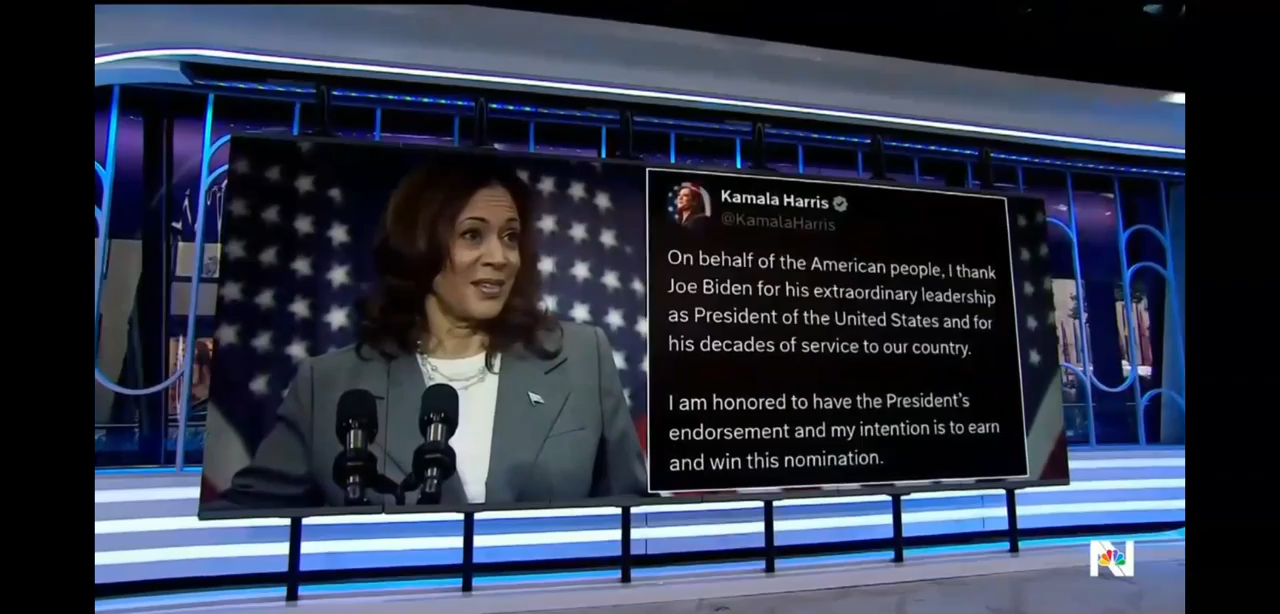 Kamala Harris
@KamalaHarris
On behalf of the American people, I thank
Joe Biden for his extraordinary leadership
as President of the United States and for
his decades of service to our country.
I am honored to have the President's
endorsement and my intention is to earn
and win this nomination.